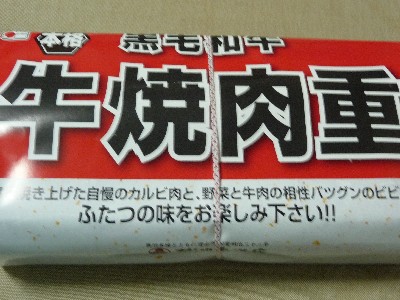 本格
黒毛和牛
牛焼肉重
き上げた自慢のカルビ肉と、野菜と牛肉の相性バツグンのビビ
ふたつの味をお楽しみ下さい!!